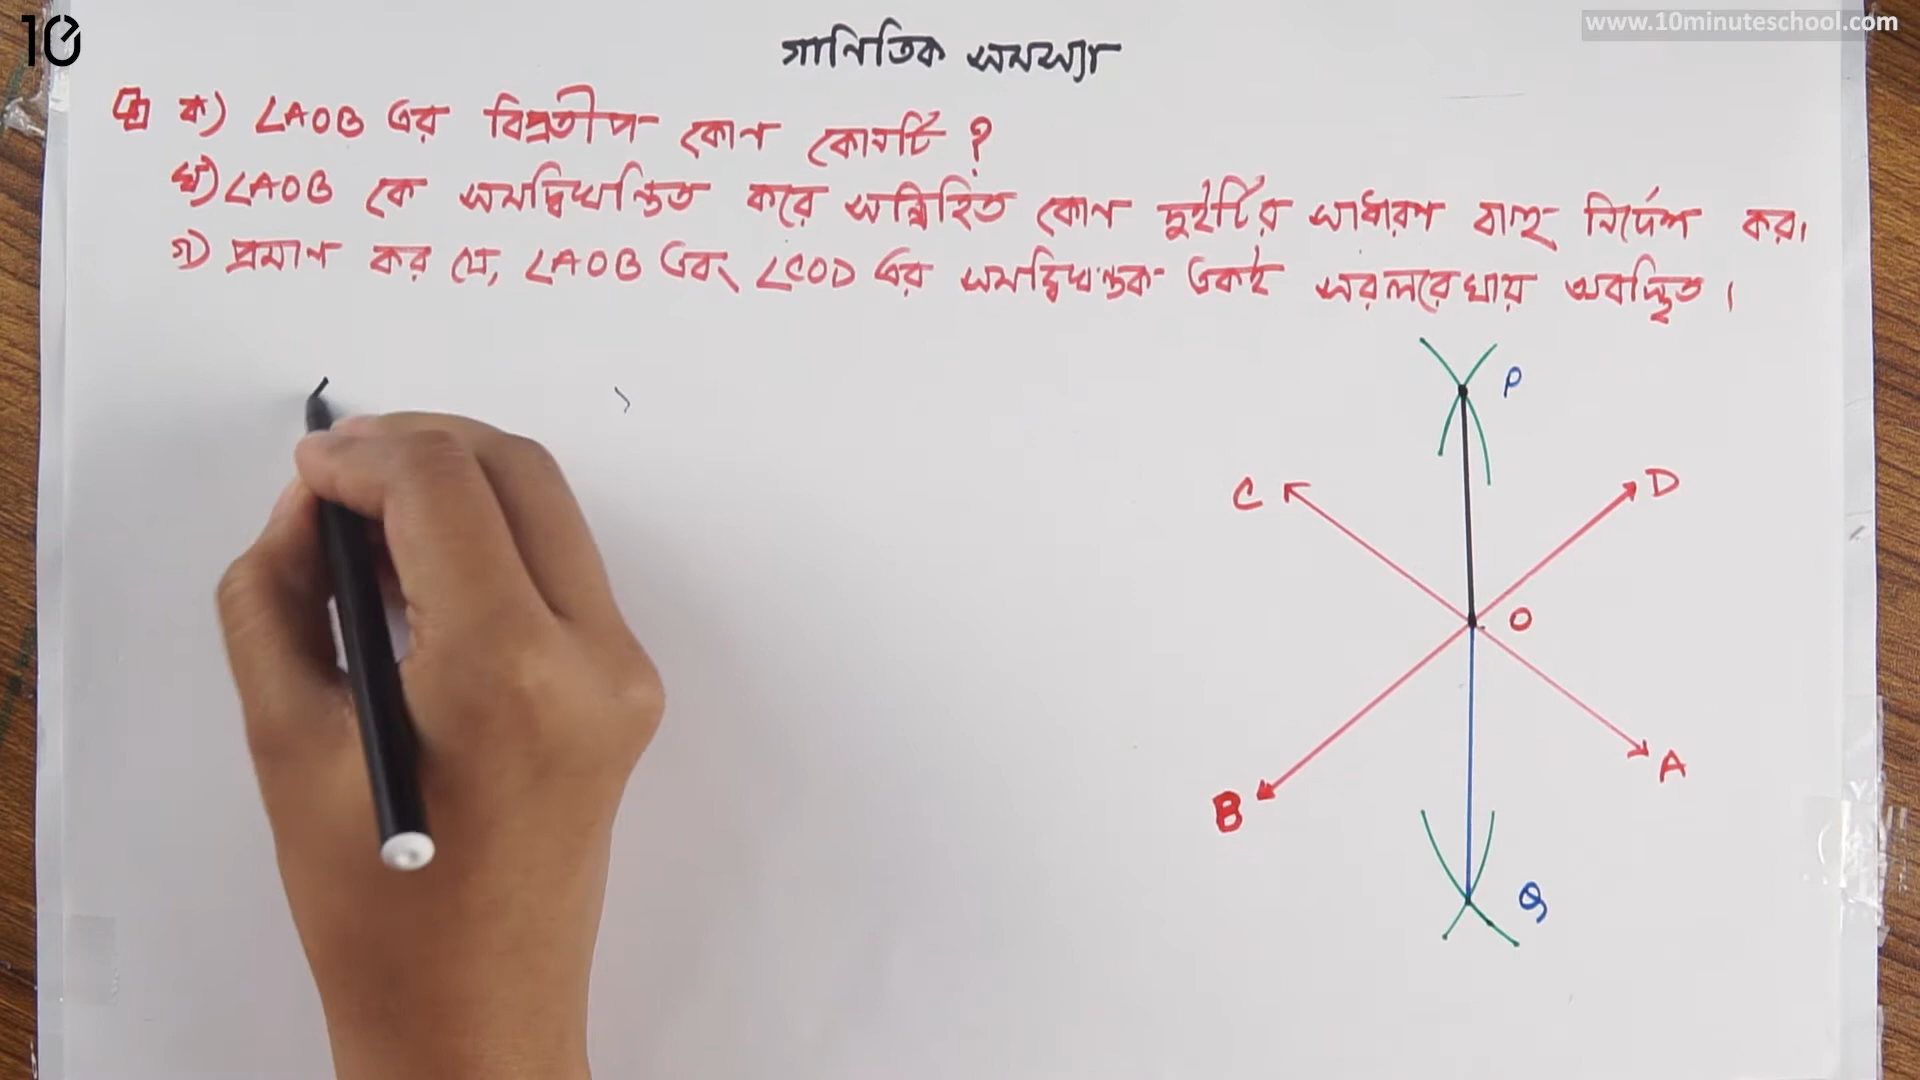 10
www.10minuteschool.com
গাণিতিক সমস্যা
ক) ∠AOB এর বিপ্রতীপ কোণ কোনটি ?
খ) ∠AOB কে সমদ্বিখন্ডিত করে সন্নিহিত কোণ দুইটির সাধারণ বাহু নির্দেশ কর।
গ) প্রমাণ কর যে, ∠AOB এবং ∠COD এর সমদ্বিখন্ডক একই সরলরেখায় অবস্থিত।
P
C
D
O
A
B
Q